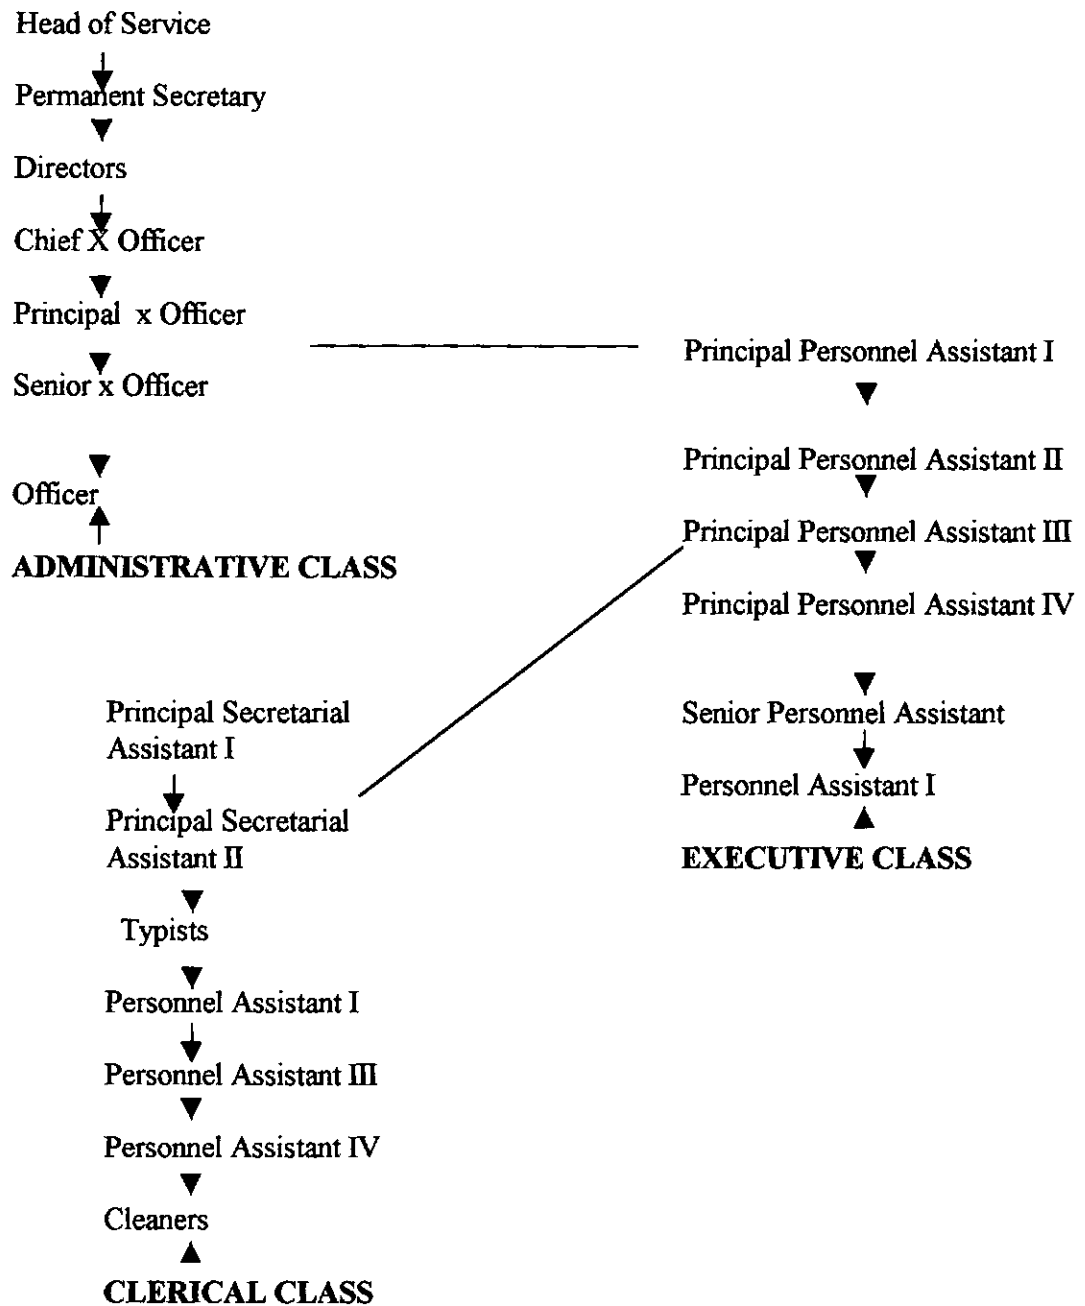 Head of Service
Permanent Secretary
Directors
Chief X Officer
Principal x Officer
Senior x Officer
Officer
ADMINISTRATIVE CLASS
Principal Personnel Assistant I
Principal Personnel Assistant II
Principal Personnel Assistant III
Principal Personnel Assistant IV
Senior Personnel Assistant
Personnel Assistant I
EXECUTIVE CLASS
Principal Secretarial
Assistant I
Principal Secretarial
Assistant II
Typists
Personnel Assistant I
Personnel Assistant III
Personnel Assistant IV
Cleaners
CLERICAL CLASS